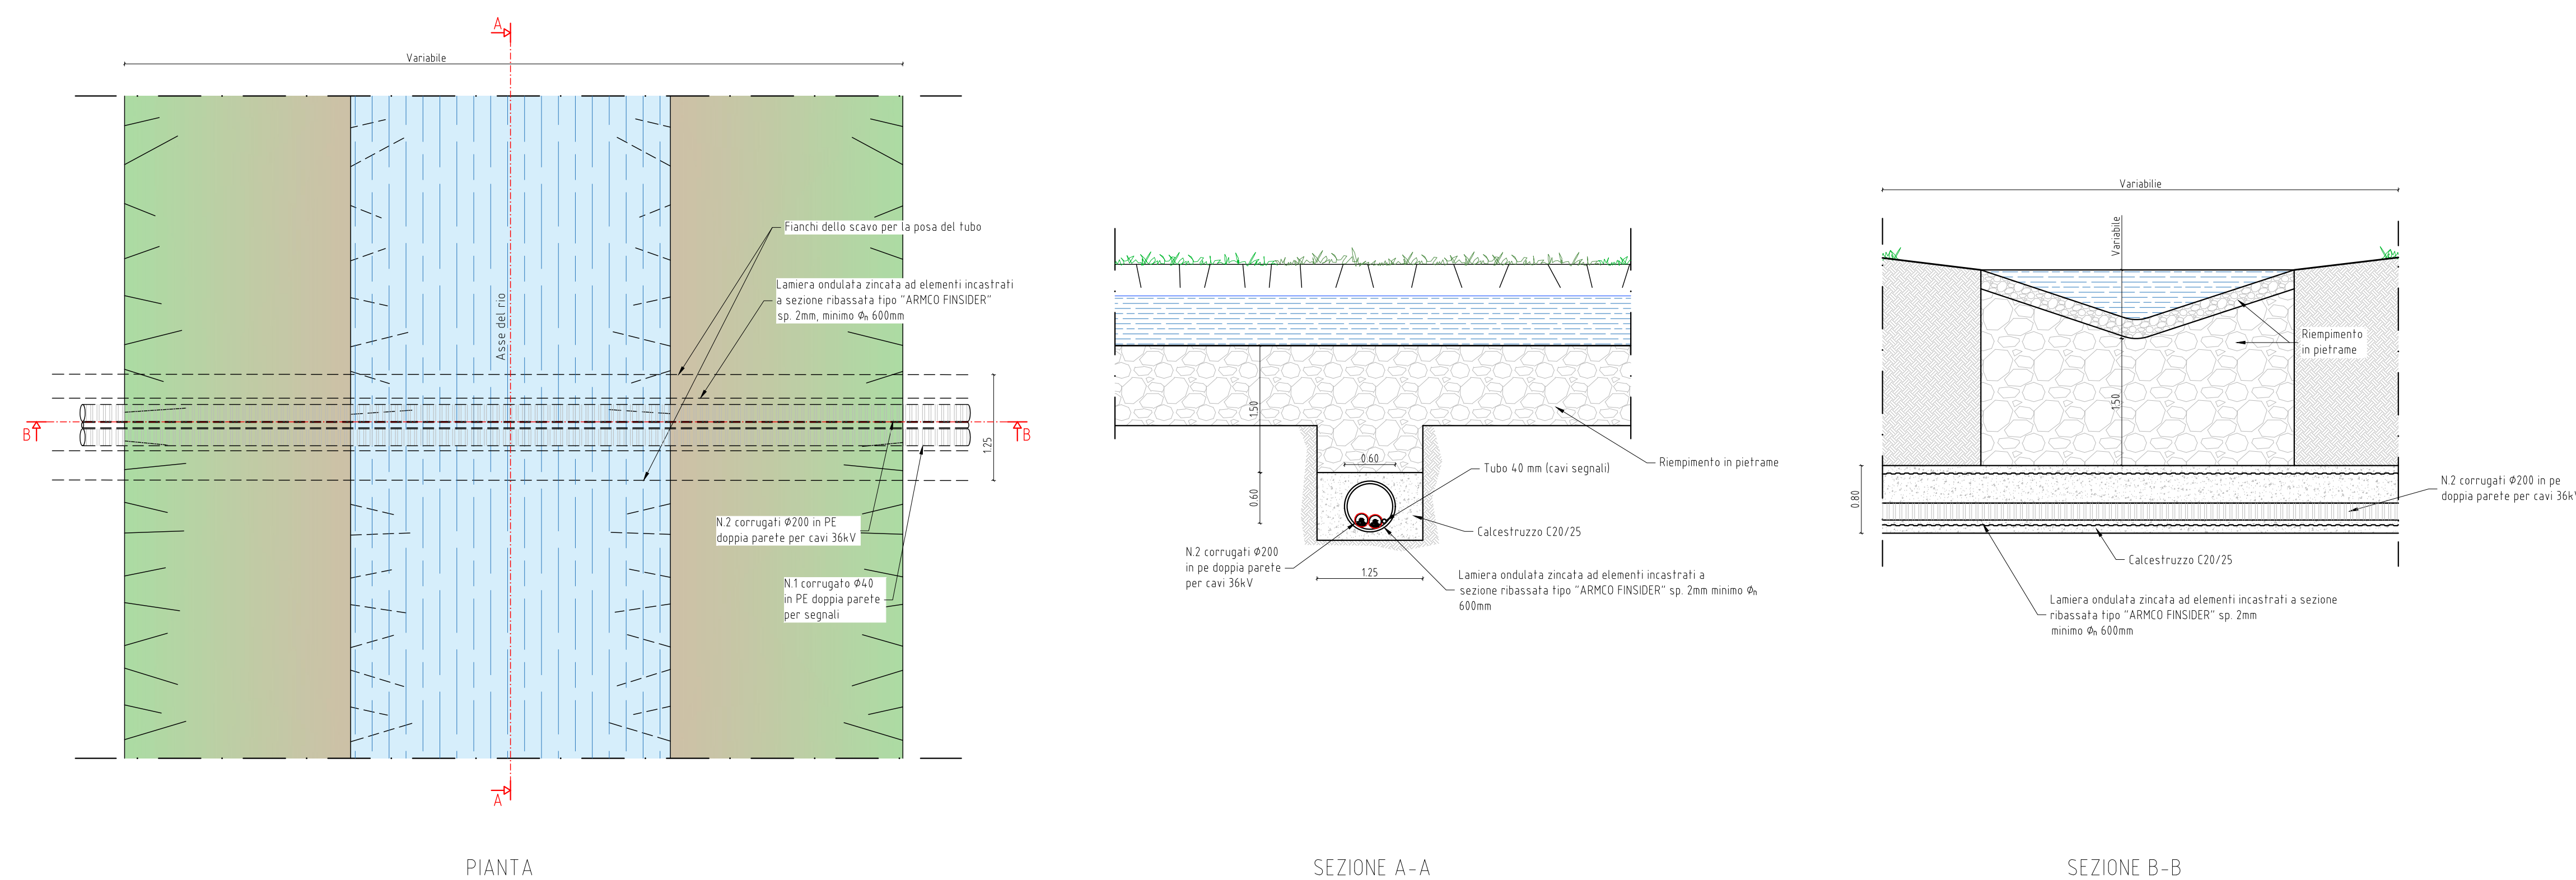 A
Variabile
Fianchi dello scavo per la posa del tubo
Lamiera ondulata zincata ad elementi incastrati
a sezione ribassata tipo "ARMCO FINSIDER"
sp. 2mm, minimo Φn 600mm
Asse del rio
B
B
1.25
N.2 corrugati Φ200 in PE
doppia parete per cavi 36kV
N.1 corrugato Φ40
in PE doppia parete
per segnali
A
PIANTA
1.50
0.60
0.60
Tubo 40 mm (cavi segnali)
Riempimento in pietrame
Calcestruzzo C20/25
N.2 corrugati Φ200
in pe doppia parete
per cavi 36kV
1.25
Lamiera ondulata zincata ad elementi incastrati a
sezione ribassata tipo "ARMCO FINSIDER" sp. 2mm minimo Φn
600mm
SEZIONE A-A
Variabilie
Variabile
Riempimento
in pietrame
1.50
0.80
N.2 corrugati Φ200 in pe
doppia parete per cavi 36k
Calcestruzzo C20/25
Lamiera ondulata zincata ad elementi incastrati a sezione
ribassata tipo "ARMCO FINSIDER" sp. 2mm
minimo Φn 600mm
SEZIONE B-B